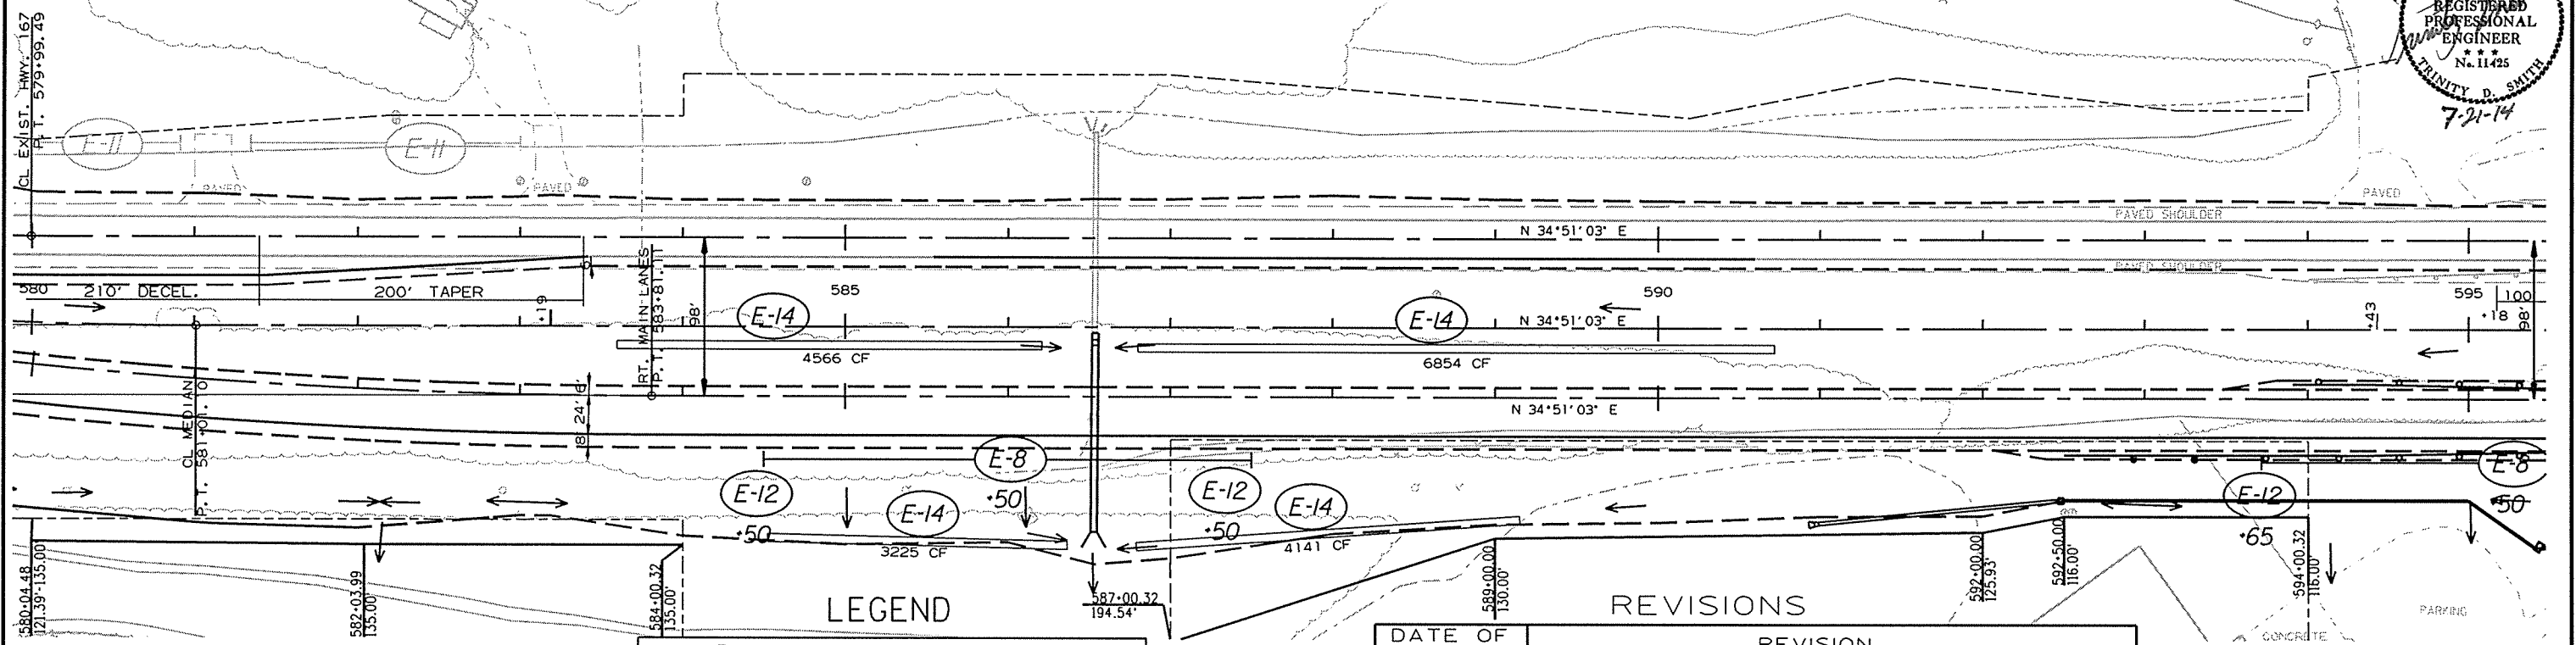 CL EXIST. HWY. 167
P.T. 579+99.49
REGISTERED
PROFESSIONAL
ENGINEER
★ ★ ★
No. 11425
TRINITY D. SMITH
7-21-14
E-11
E-11
PAVED
PAVED
PAVED
PAVED SHOULDER
N 34°51'03" E
PAVED SHOULDER
580
210' DECEL.
200' TAPER
6'
+19
RT. MAIN LANES
P.T. 583+81.11
98'
585
590
595
100
+18
+43
98'
E-14
E-14
N 34°51'03" E
4566 CF
6854 CF
CL MEDIAN
P.T. 581+01.10
8' 24' 6'
N 34°51'03" E
E-8
E-8
E-12
+50
E-14
+50
E-12
+50
E-14
E-12
+65
+50
3225 CF
4141 CF
580+04.48
121.39'-135.00'
582+03.99
135.00'
584+00.32
135.00'
587+00.32
194.54'
589+00.00
130.00'
592+00.00
125.93'
592+50.00
116.00'
594+00.32
116.00'
LEGEND
REVISIONS
DATE OF
REVISION
PARKING
CONCRETE